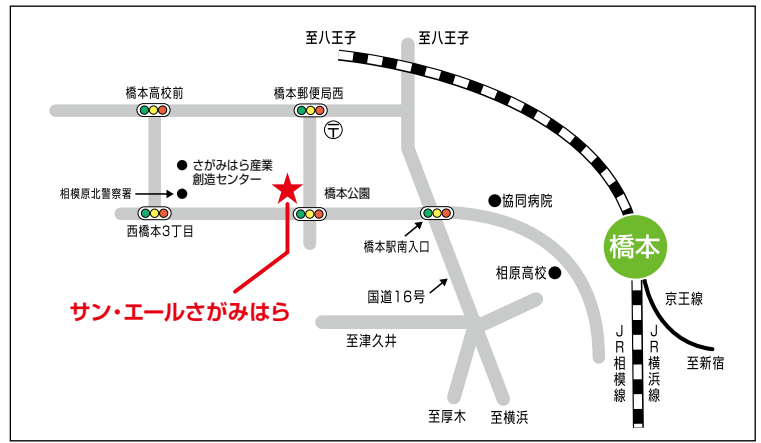 至八王子
至八王子
橋本高校前
橋本郵便局西
〒
さがみはら産業
創造センター
相模原北警察署
橋本公園
協同病院
西橋本3丁目
橋本駅南入口
橋本
相原高校
国道16号
京王線
サン・エールさがみはら
至津久井
JR相模線
JR横浜線
至新宿
至厚木
至横浜